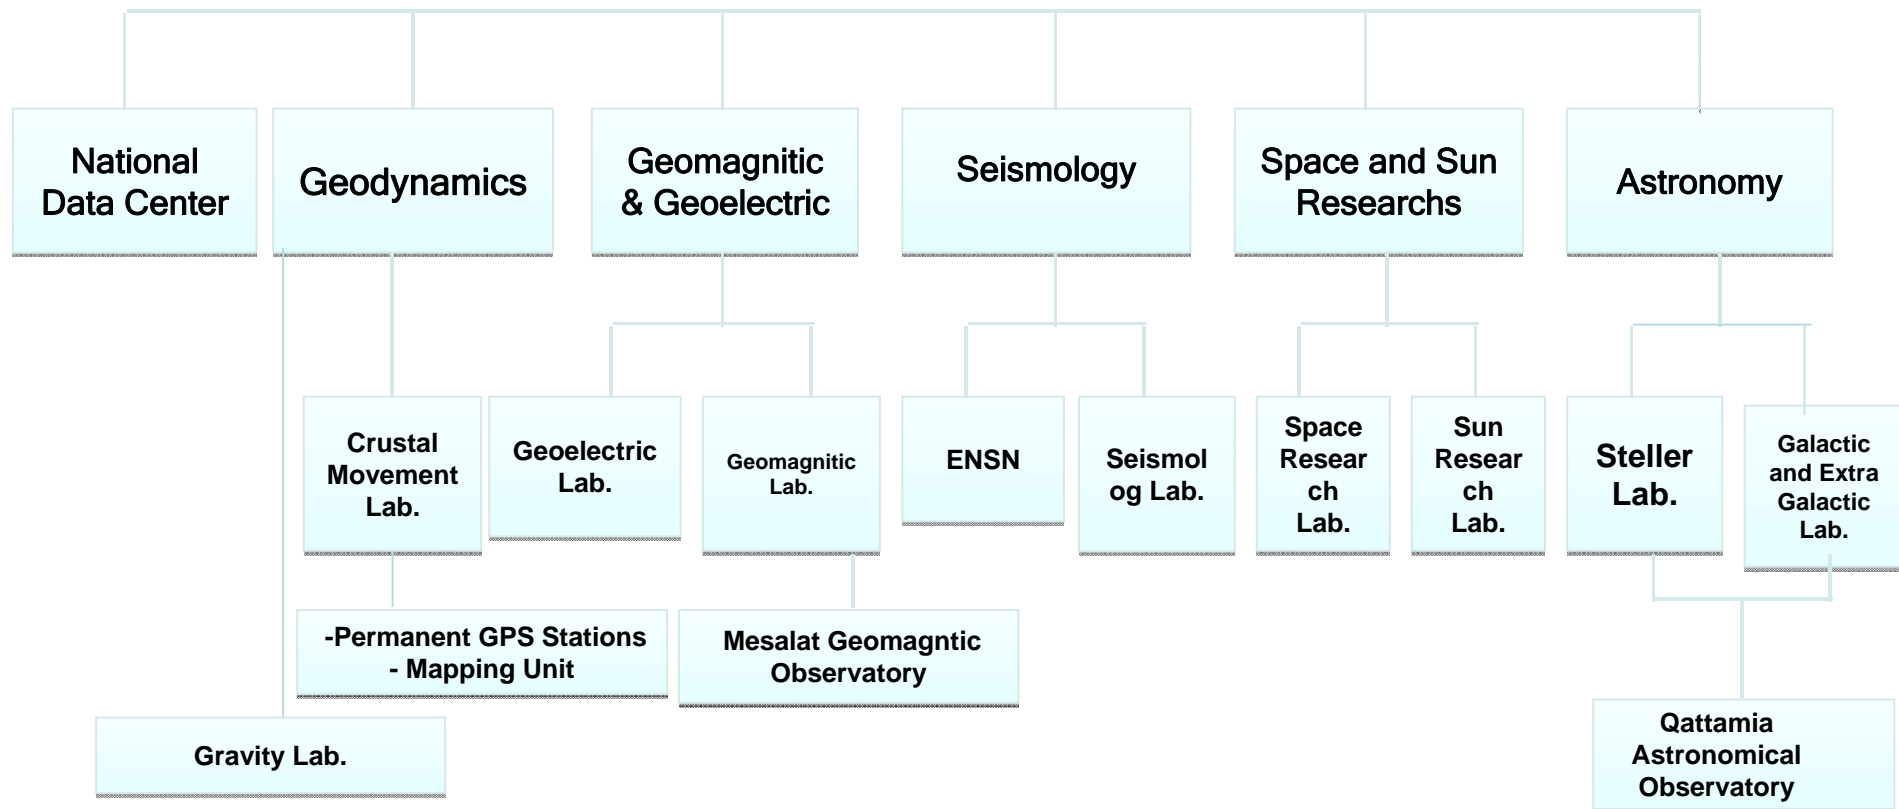 National
Data Center
Geodynamics
Geomagnitic
& Geoelectric
Seismology
Space and Sun
Researchs
Astronomy
Crustal
Movement
Lab.
Geoelectric
Lab.
Geomagnitic
Lab.
ENSN
Seismol
og Lab.
Space
Resear
ch
Lab.
Sun
Resear
ch
Lab.
Steller
Lab.
Galactic
and Extra
Galactic
Lab.
-Permanent GPS Stations
- Mapping Unit
Mesalat Geomagntic
Observatory
Gravity Lab.
Qattamia
Astronomical
Observatory